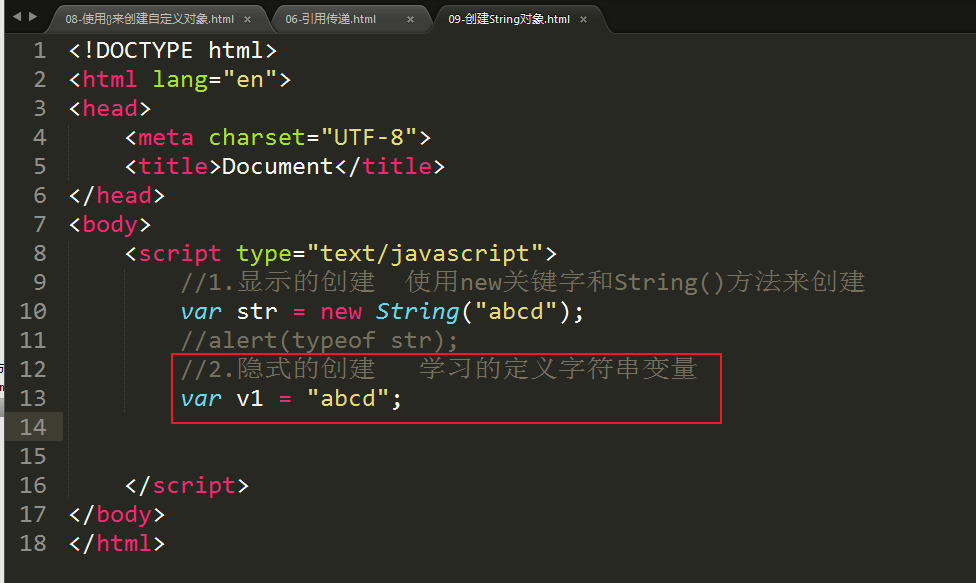 08-使用{}来创建自定义对象.html × 06-引用传递.html × 09-创建String对象.html ×
1 <!DOCTYPE html>
2 <html lang="en">
3 <head>
4 <meta charset="UTF-8">
5 <title>Document</title>
6 </head>
7 <body>
8 <script type="text/javascript">
9 //1.显示的创建 使用new关键字和String()方法来创建
10 var str = new String("abcd");
11 //alert(typeof str);
12 //2.隐式的创建 学习的定义字符串变量
13 var v1 = "abcd";
14
15
16 </script>
17 </body>
18 </html>